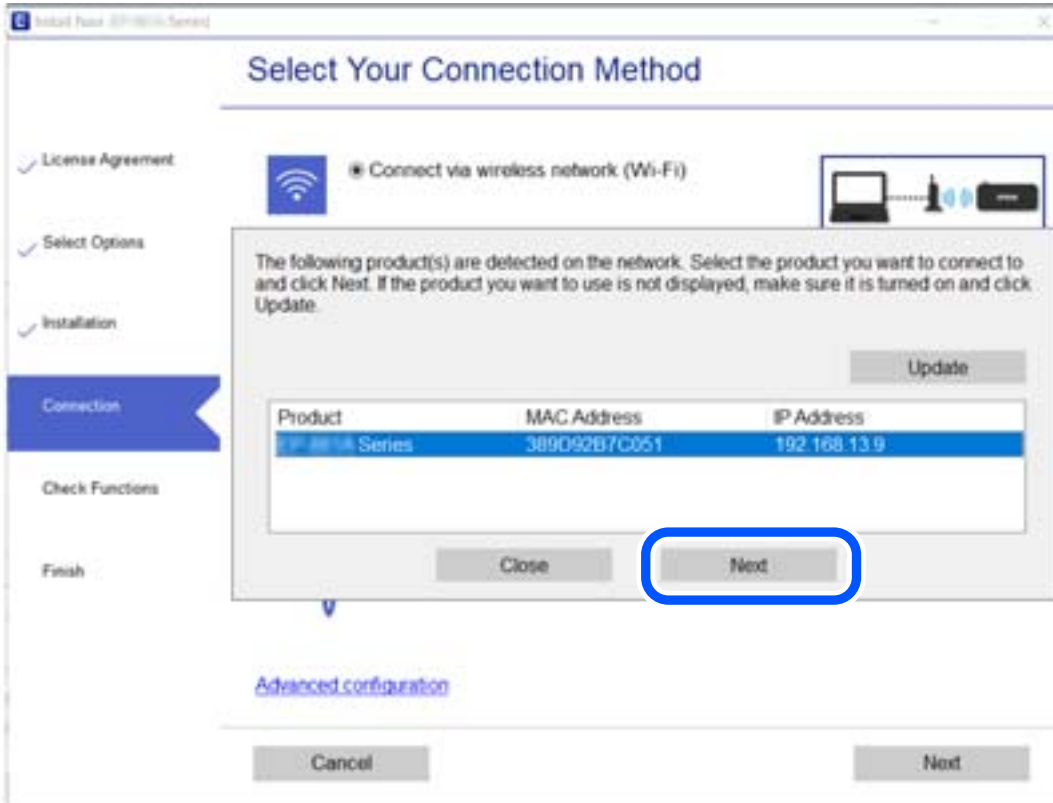 Install Navi
Series]
Select Your Connection Method
License Agreement
Connect via wireless network (Wi-Fi)
Select Options
The following product(s) are detected on the network. Select the product you want to connect to
and click Next. If the product you want to use is not displayed, make sure it is turned on and click
Update.
Installation
Update
Connection
Product MAC Address IP Address
Series 389D92B7C051 192.168.13.9
Check Functions
Close Next
Finish
Advanced configuration
Cancel Next